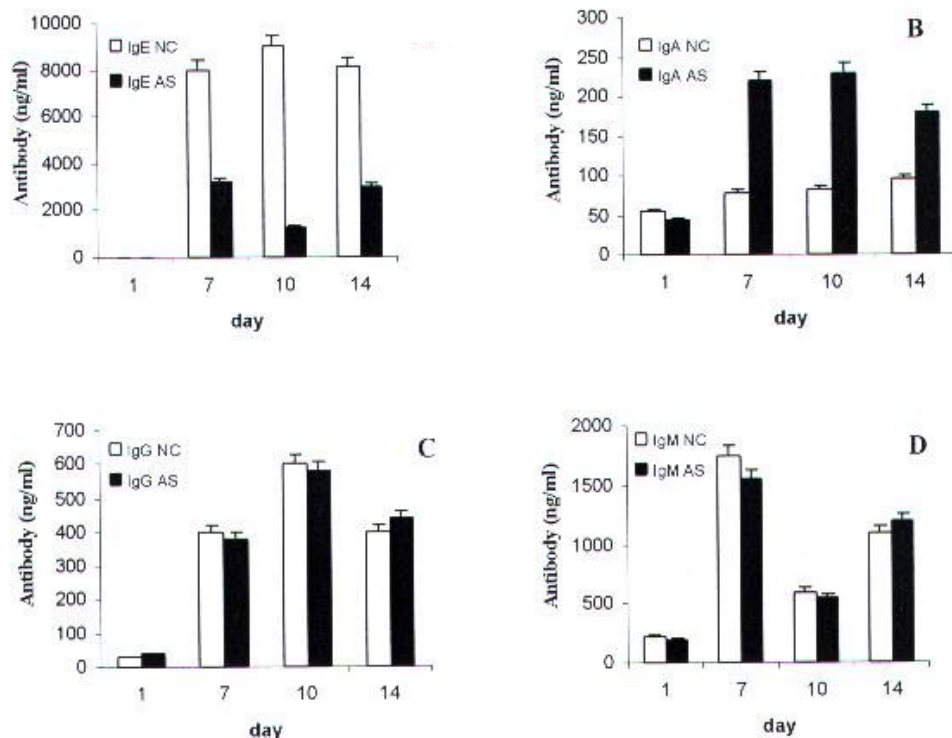 10000
8000
6000
4000
2000
0
Antibody (ng/ml)
IgE NC
IgE AS
1 7 10 14
day
B
300
250
200
150
100
50
0
Antibody (ng/ml)
IgA NC
IgA AS
1 7 10 14
day
C
700
600
500
400
300
200
100
0
Antibody (ng/ml)
IgG NC
IgG AS
1 7 10 14
day
D
2000
1500
1000
500
0
Antibody (ng/ml)
IgM NC
IgM AS
1 7 10 14
day